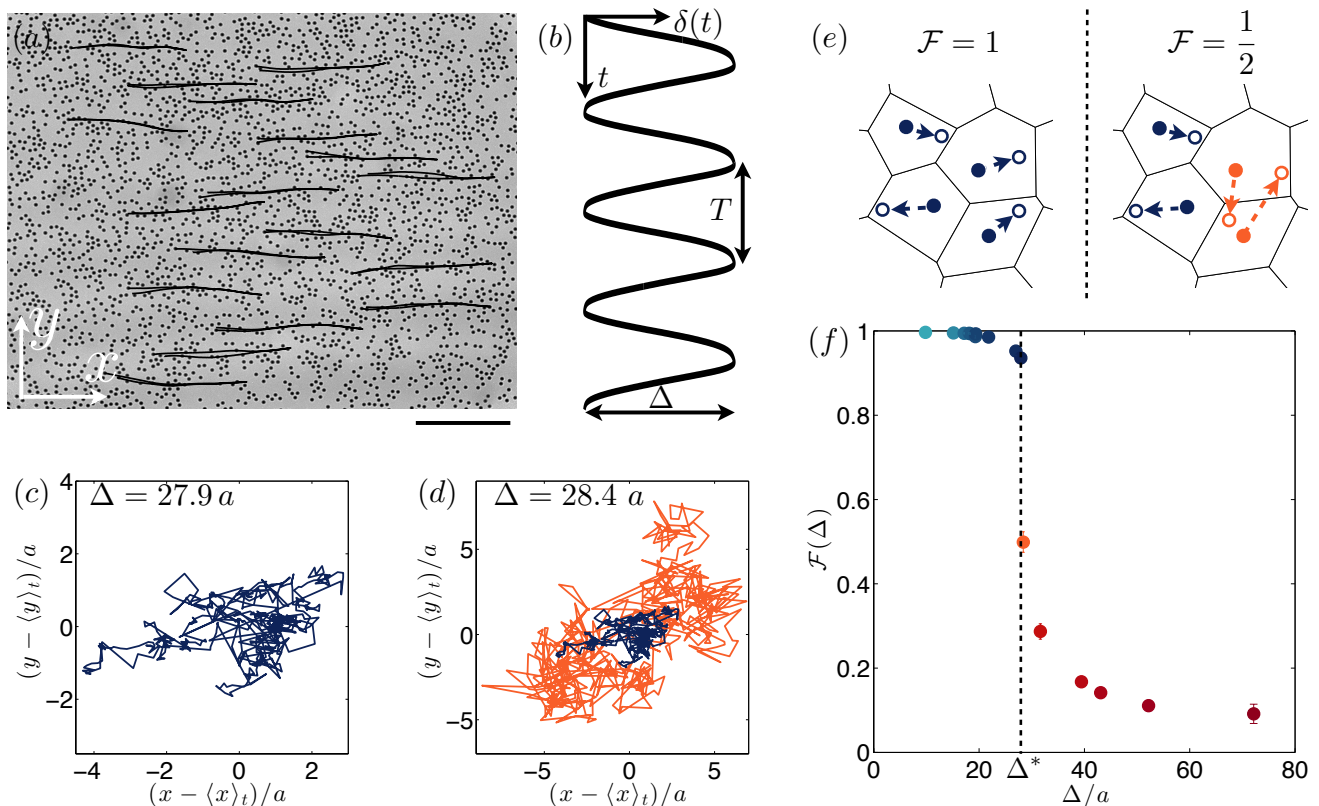 (a)
y
x
(b)
δ(t)
t
T
Δ
(c)
Δ = 27.9 a
(y − ⟨y⟩ₜ)/a
4
2
0
−2
−4
−2
0
2
(x − ⟨x⟩ₜ)/a
(d)
Δ = 28.4 a
(y − ⟨y⟩ₜ)/a
5
0
−5
−5
0
5
(x − ⟨x⟩ₜ)/a
(e)
ℱ = 1
ℱ = 1/2
(f)
ℱ(Δ)
1
0.8
0.6
0.4
0.2
0
0
20
Δ*
40
60
80
Δ/a